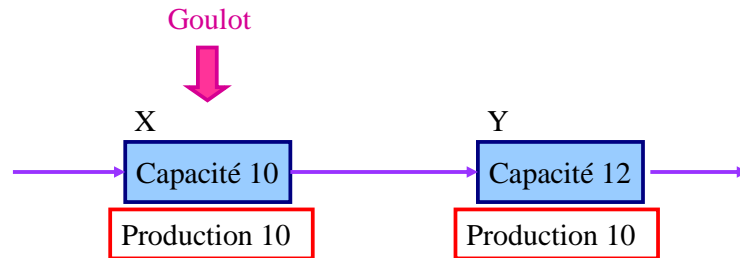 Goulot
X
Y
Capacité 10
Capacité 12
Production 10
Production 10